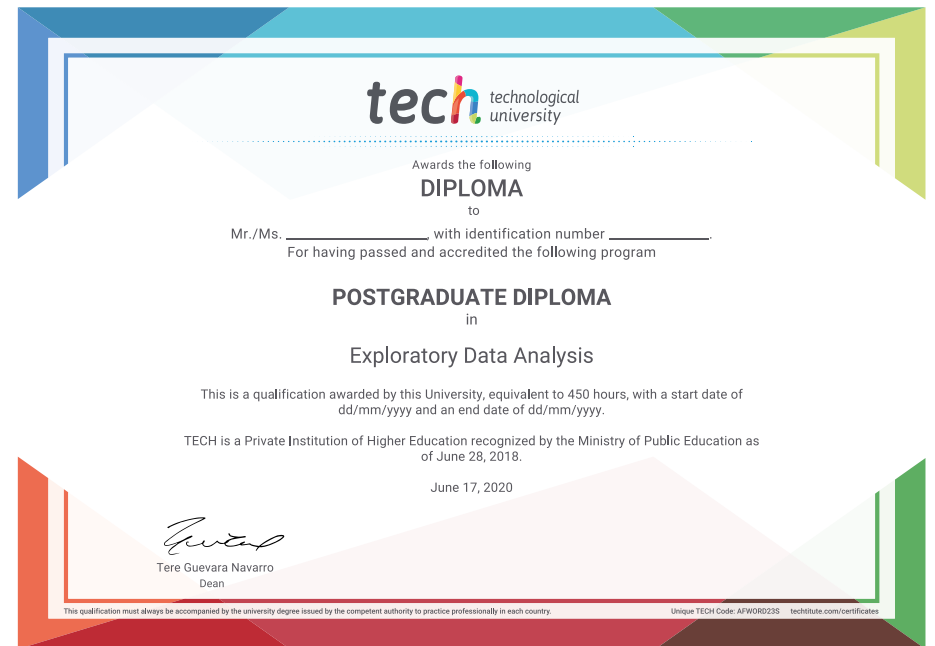 tech technological
university
Awards the following
DIPLOMA
to
Mr./Ms. ____________________, with identification number ______________.
For having passed and accredited the following program
POSTGRADUATE DIPLOMA
in
Exploratory Data Analysis
This is a qualification awarded by this University, equivalent to 450 hours, with a start date of
dd/mm/yyyy and an end date of dd/mm/yyyy.
TECH is a Private Institution of Higher Education recognized by the Ministry of Public Education as
of June 28, 2018.
June 17, 2020
Tere Guevara Navarro
Dean
This qualification must always be accompanied by the university degree issued by the competent authority to practice professionally in each country.
Unique TECH Code: AFWORD23S techtitute.com/certificates